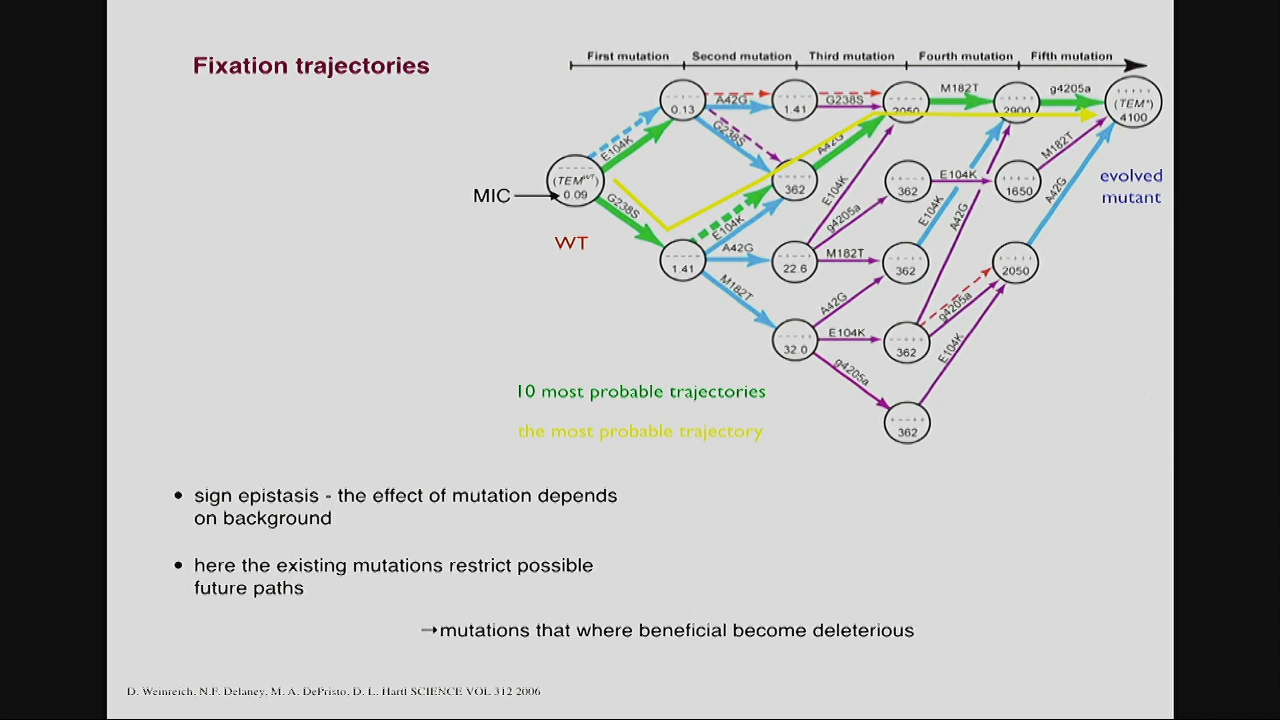 Fixation trajectories
First mutation
Second mutation
Third mutation
Fourth mutation
Fifth mutation
MIC
(TEM^WT)
0.09
WT
E104K
G238S
0.13
1.41
A42G
G238S
E104K
A42G
M182T
1.41
362
22.6
32.0
G238S
A42G
E104K
g4205a
M182T
A42G
E104K
g4205a
2050
362
362
362
362
M182T
E104K
E104K
A42G
g4205a
E104K
2900
1650
2050
g4205a
M182T
A42G
+ + + + +
(TEM*)
4100
evolved
mutant
10 most probable trajectories
the most probable trajectory
• sign epistasis - the effect of mutation depends
on background
• here the existing mutations restrict possible
future paths
→mutations that where beneficial become deleterious
D. Weinreich, N.F. Delaney, M. A. DePristo, D. L. Hartl SCIENCE VOL 312 2006